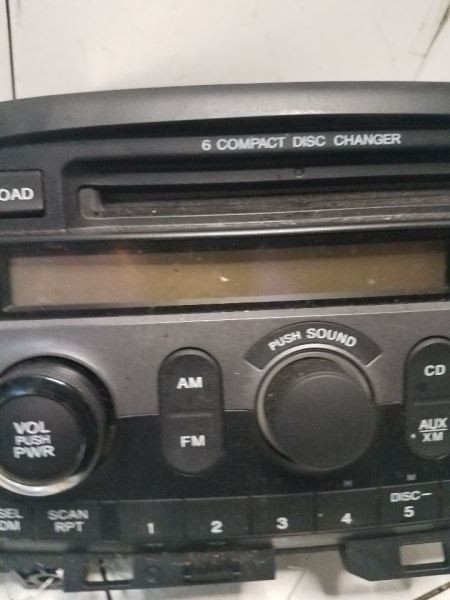 6 COMPACT DISC CHANGER
OAD
PUSH SOUND
AM
CD
VOL
PUSH
PWR
FM
AUX
XM
SEL
DM
SCAN
RPT
1
2
3
4
DISC−
5